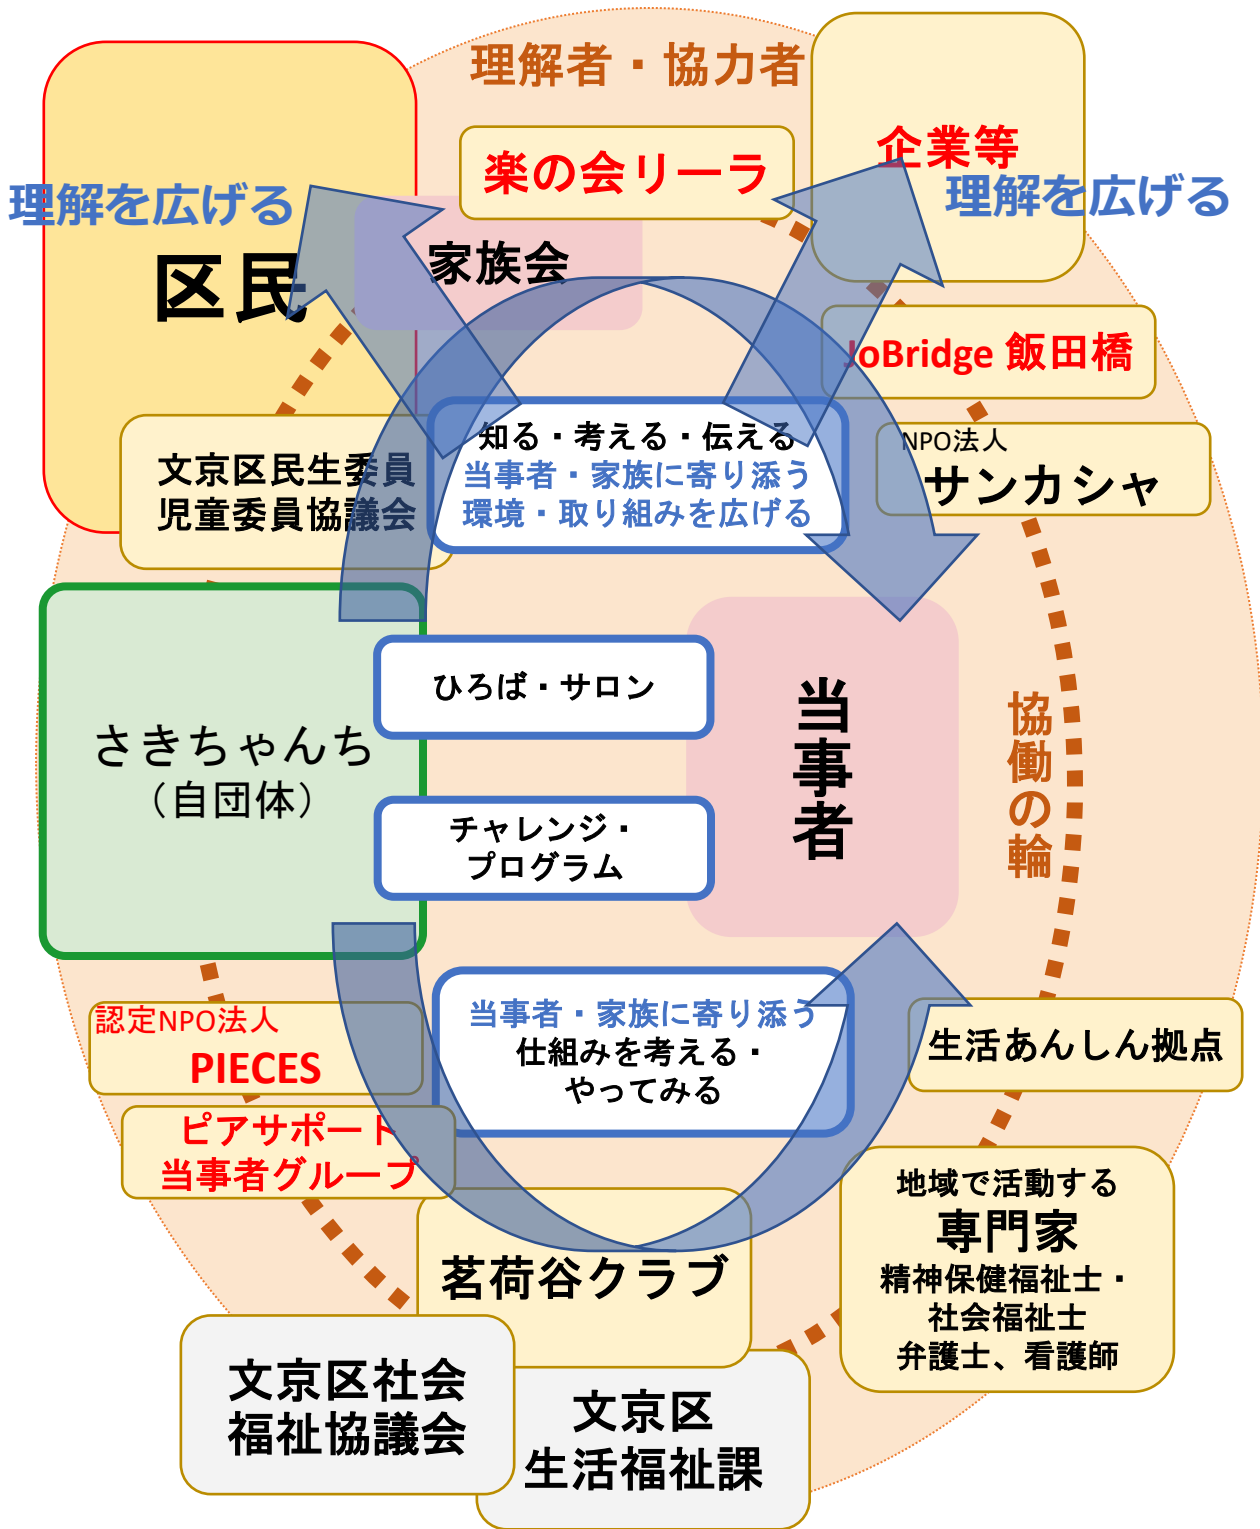 理解者・協力者
企業等
楽の会リーラ
理解を広げる
理解を広げる
区民
家族会
JoBridge 飯田橋
知る・考える・伝える
当事者・家族に寄り添う
環境・取り組みを広げる
NPO法人
サンカシャ
文京区民生委員
児童委員協議会
ひろば・サロン
さきちゃんち
（自団体）
チャレンジ・
プログラム
当事者
協働の輪
認定NPO法人
PIECES
当事者・家族に寄り添う
仕組みを考える・
やってみる
生活あんしん拠点
ピアサポート
当事者グループ
地域で活動する
専門家
精神保健福祉士・
社会福祉士
弁護士、看護師
茗荷谷クラブ
文京区社会
福祉協議会
文京区
生活福祉課